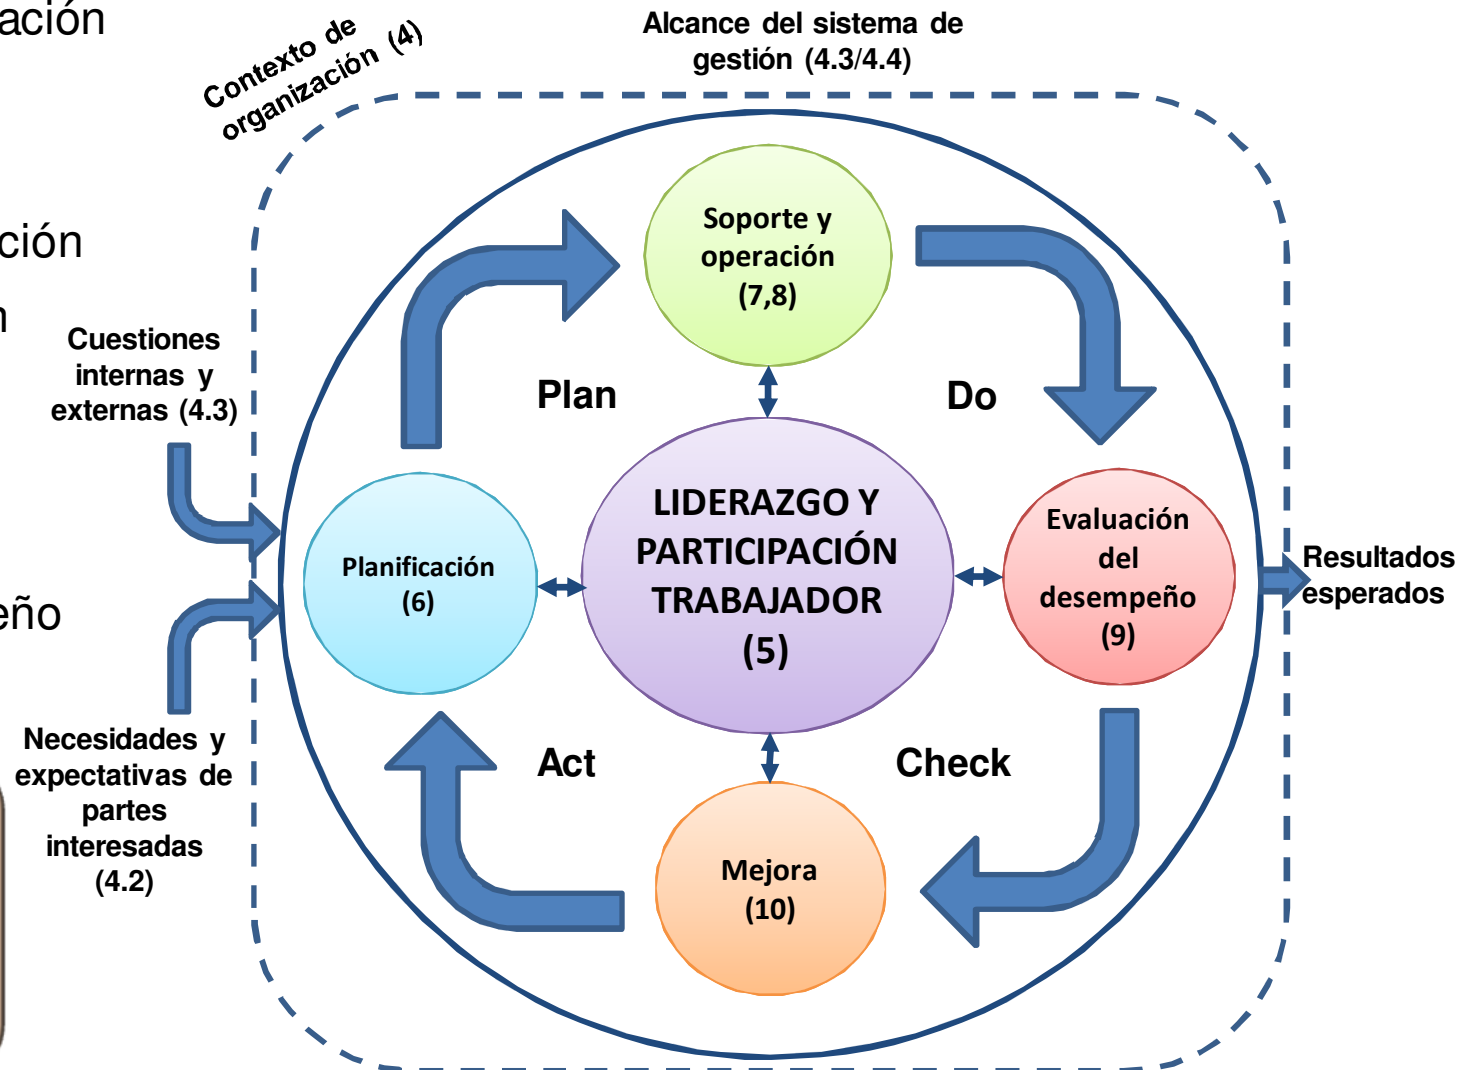 ación
Contexto de
organización (4)
Alcance del sistema de
gestión (4.3/4.4)
ción
n
Cuestiones
internas y
externas (4.3)
Soporte y
operación
(7,8)
Plan
Do
LIDERAZGO Y
PARTICIPACIÓN
TRABAJADOR
(5)
Planificación
(6)
Evaluación
del
desempeño
(9)
Resultados
esperados
eño
Necesidades y
expectativas de
partes
interesadas
(4.2)
Act
Check
Mejora
(10)